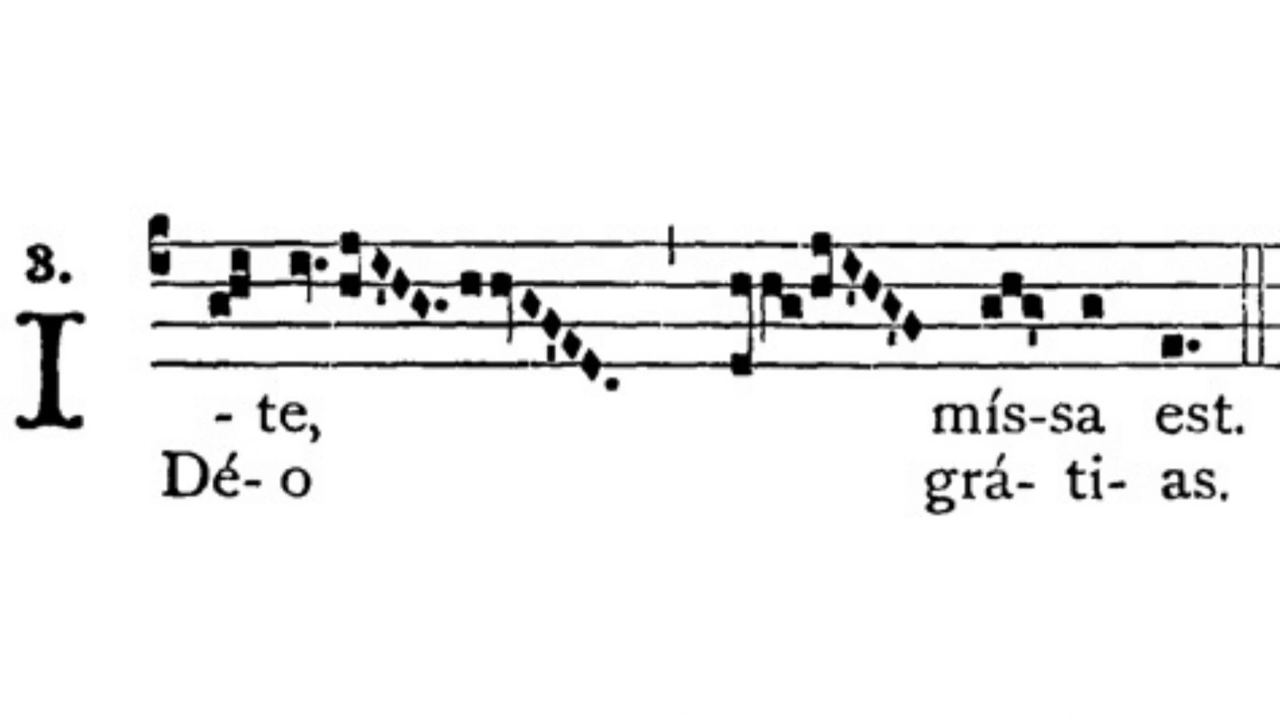 8.
I - te, mís-sa est.
Dé- o grá- ti- as.